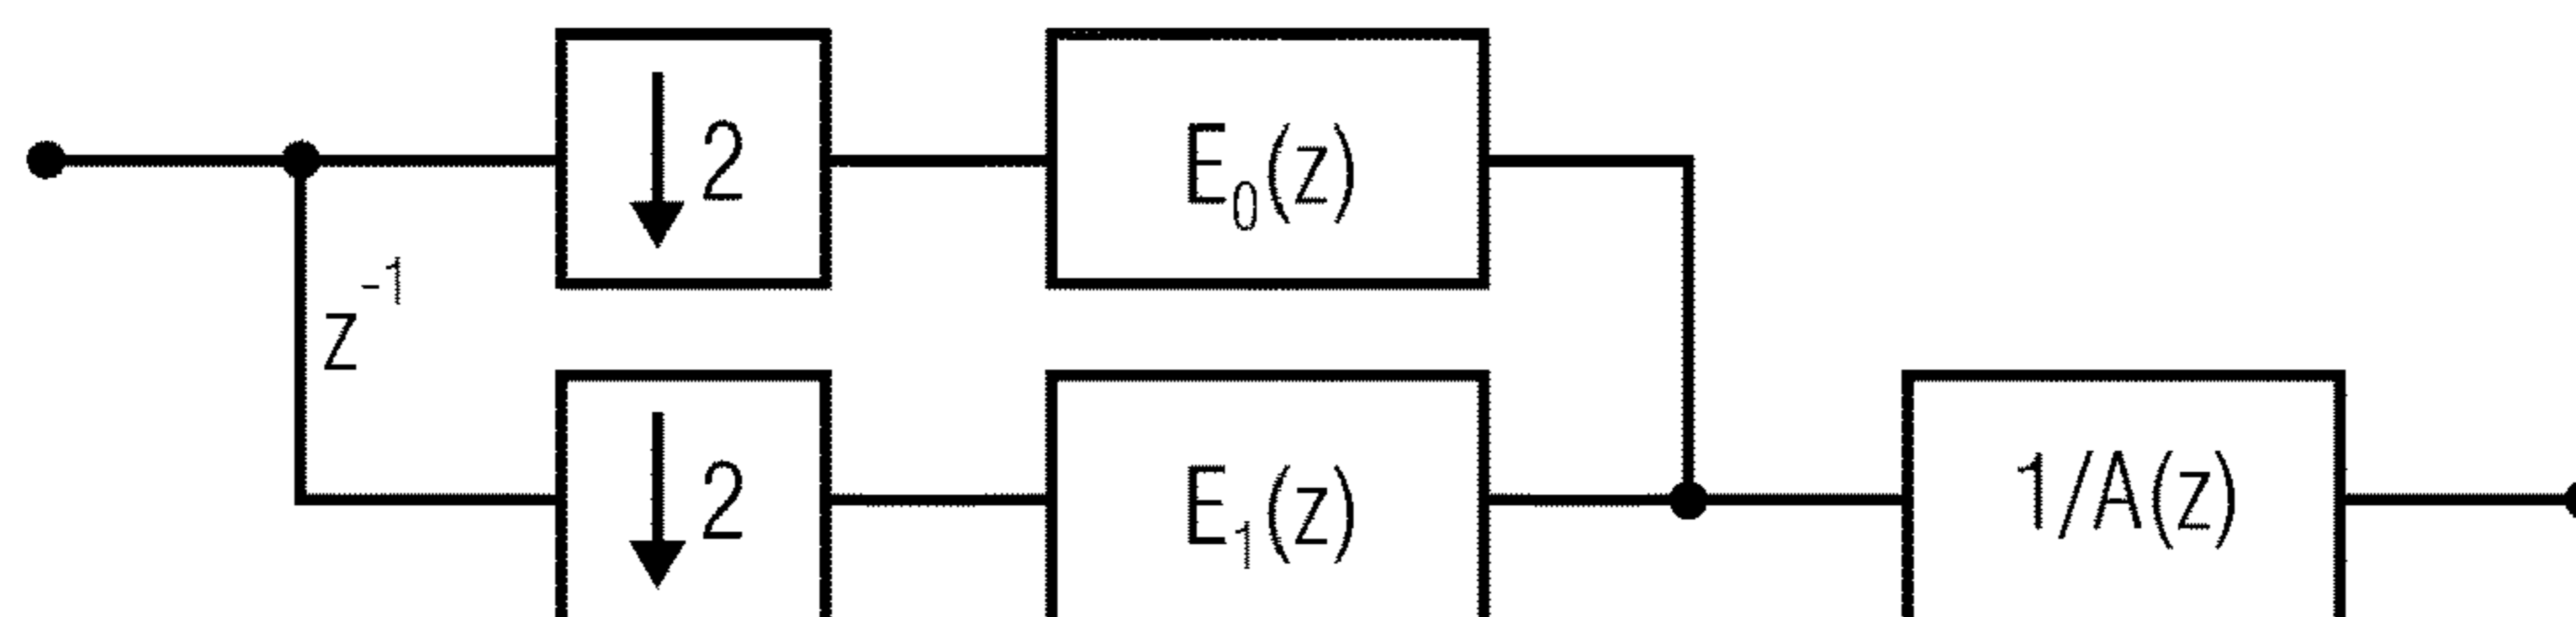 ↓ 2
E₀(z)
z⁻¹
↓ 2
E₁(z)
1/A(z)